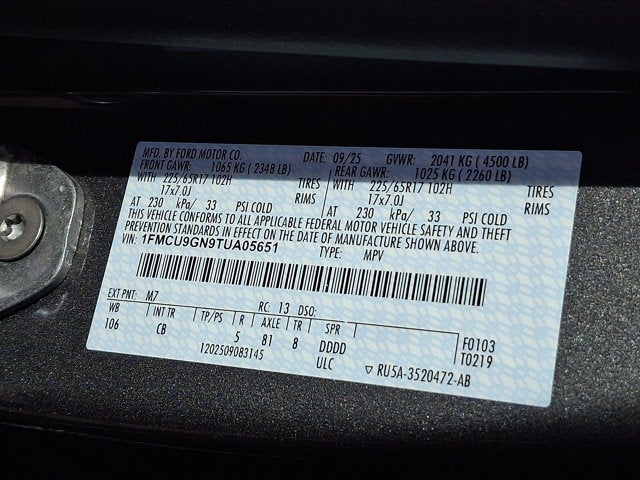 MFD. BY FORD MOTOR CO. DATE: 09/25 GVWR: 2041 KG ( 4500 LB)
FRONT GAWR: 1065 KG ( 2348 LB) REAR GAWR: 1025 KG ( 2260 LB)
WITH 225/65R17 102H TIRES WITH 225/65R17 102H TIRES
17x7.0J RIMS 17x7.0J RIMS
AT 230 kPa/ 33 PSI COLD AT 230 kPa/ 33 PSI COLD
THIS VEHICLE CONFORMS TO ALL APPLICABLE FEDERAL MOTOR VEHICLE SAFETY AND THEFT
PREVENTION STANDARDS IN EFFECT ON THE DATE OF MANUFACTURE SHOWN ABOVE.
VIN: 1FMCU9GN9TUA05651 TYPE: MPV
EXT PNT: M7 RC: 13 DSO:
WB INT TR TP/PS R AXLE TR SPR
106 CB 5 81 8 DDDD F0103
1202509083145 ULC T0219
▽ RU5A-3520472-AB